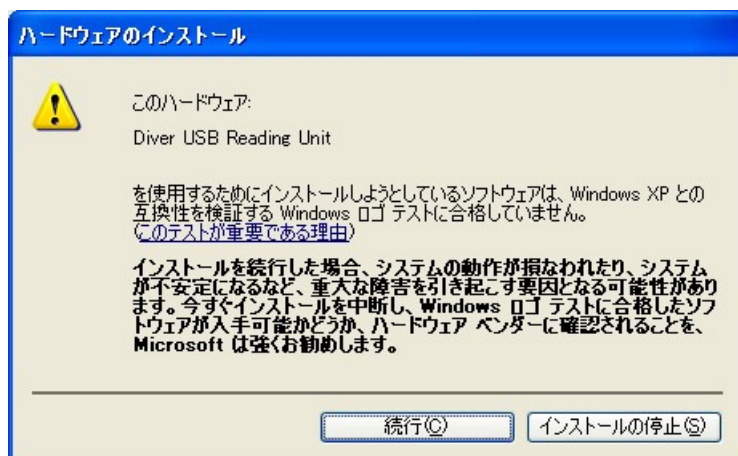 ハードウェアのインストール
このハードウェア:
Diver USB Reading Unit
を使用するためにインストールしようとしているソフトウェアは、Windows XP との
互換性を検証する Windows ロゴ テストに合格していません。
(このテストが重要である理由)
インストールを続行した場合、システムの動作が損なわれたり、システム
が不安定になるなど、重大な障害を引き起こす要因となる可能性があり
ます。今すぐインストールを中断し、Windows ロゴ テストに合格したソフ
トウェアが入手可能かどうか、ハードウェア ベンダーに確認されることを、
Microsoft は強くお勧めします。
続行(C) インストールの停止(S)